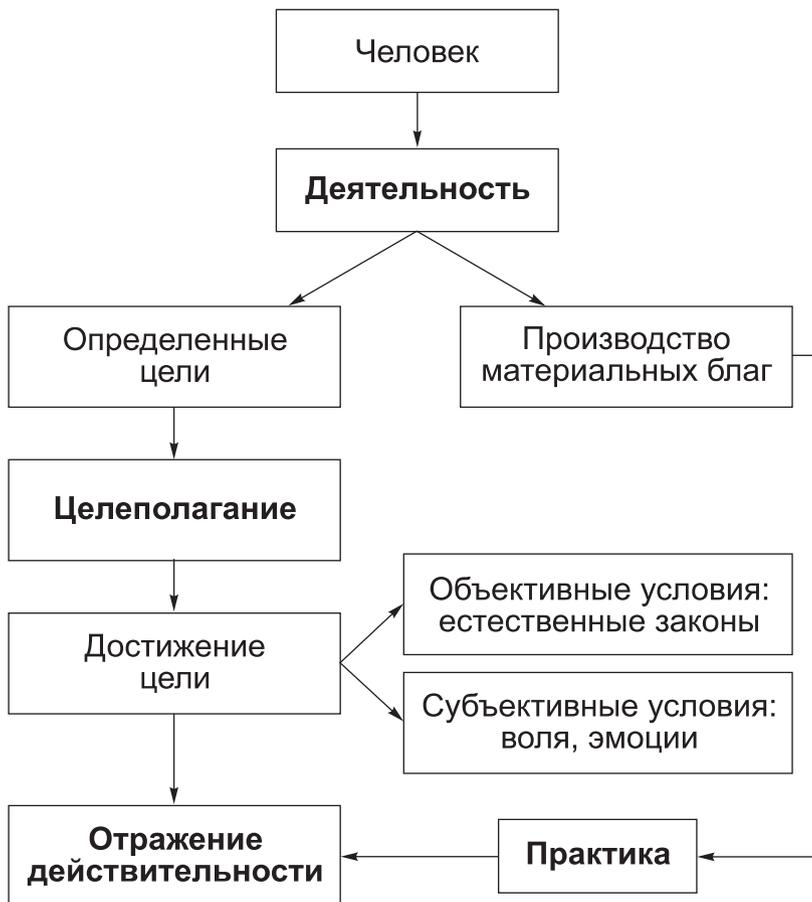 Человек
Деятельность
Определенные
цели
Производство
материальных благ
Целеполагание
Объективные условия:
естественные законы
Достижение
цели
Субъективные условия:
воля, эмоции
Отражение
действительности
Практика